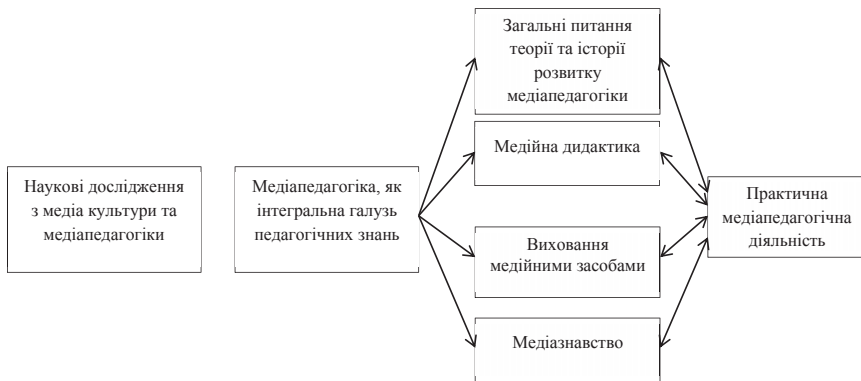 Загальні питання
теорії та історії
розвитку
медіапедагогіки
Медійна дидактика
Наукові дослідження
з медіа культури та
медіапедагогіки
Медіапедагогіка, як
інтегральна галузь
педагогічних знань
Практична
медіапедагогічна
діяльність
Виховання
медійними засобами
Медіазнавство